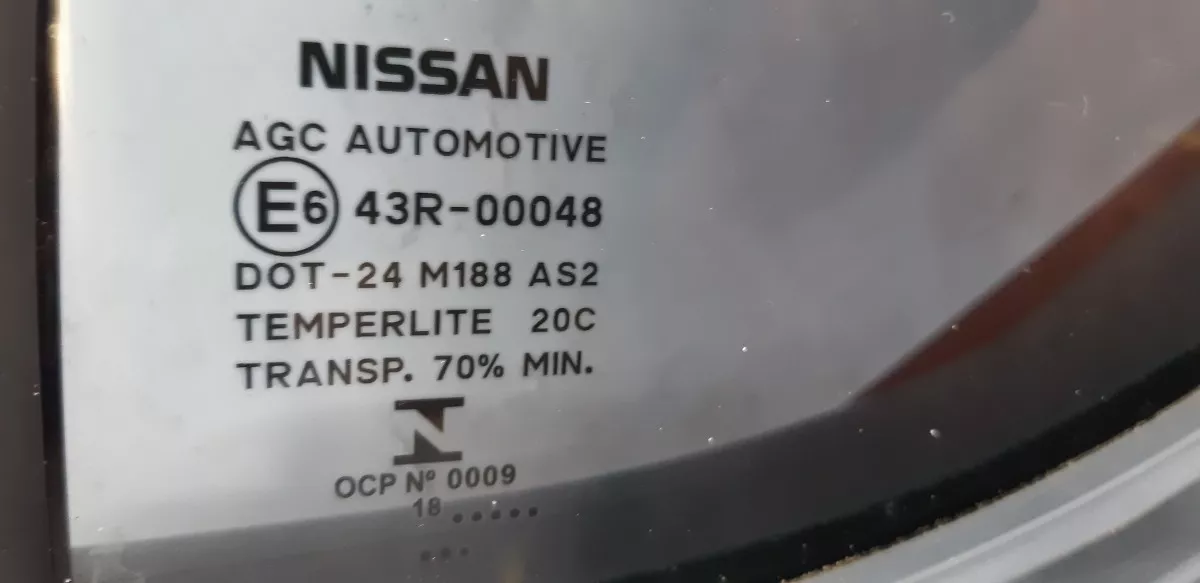 NISSAN
AGC AUTOMOTIVE
E6 43R-00048
DOT-24 M188 AS2
TEMPERLITE 20C
TRANSP. 70% MIN.
OCP Nº 0009
18.....
...